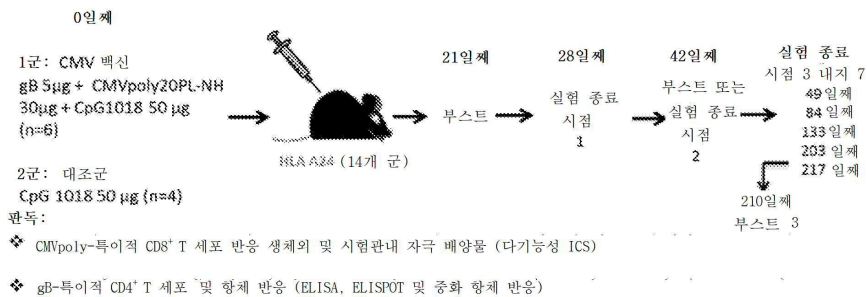 0일째
1군: CMV 백신
gB 5µg + CMVpoly20PL-NH
30µg + CpG1018 50 µg
(n=6)
2군: 대조군
CpG 1018 50 µg (n=4)
HLA A24 (14개 군)
21일째
부스트
28일째
실험 종료
시점
1
42일째
부스트 또는
실험 종료
시점
2
실험 종료
시점 3 내지 7
49일째
84일째
133일째
203일째
217일째
210일째
부스트 3
판독:
❖ CMVpoly-특이적 CD8⁺ T 세포 반응 생체외 및 시험관내 자극 배양물 (다기능성 ICS)
❖ gB-특이적 CD4⁺ T 세포 및 항체 반응 (ELISA, ELISPOT 및 중화 항체 반응)